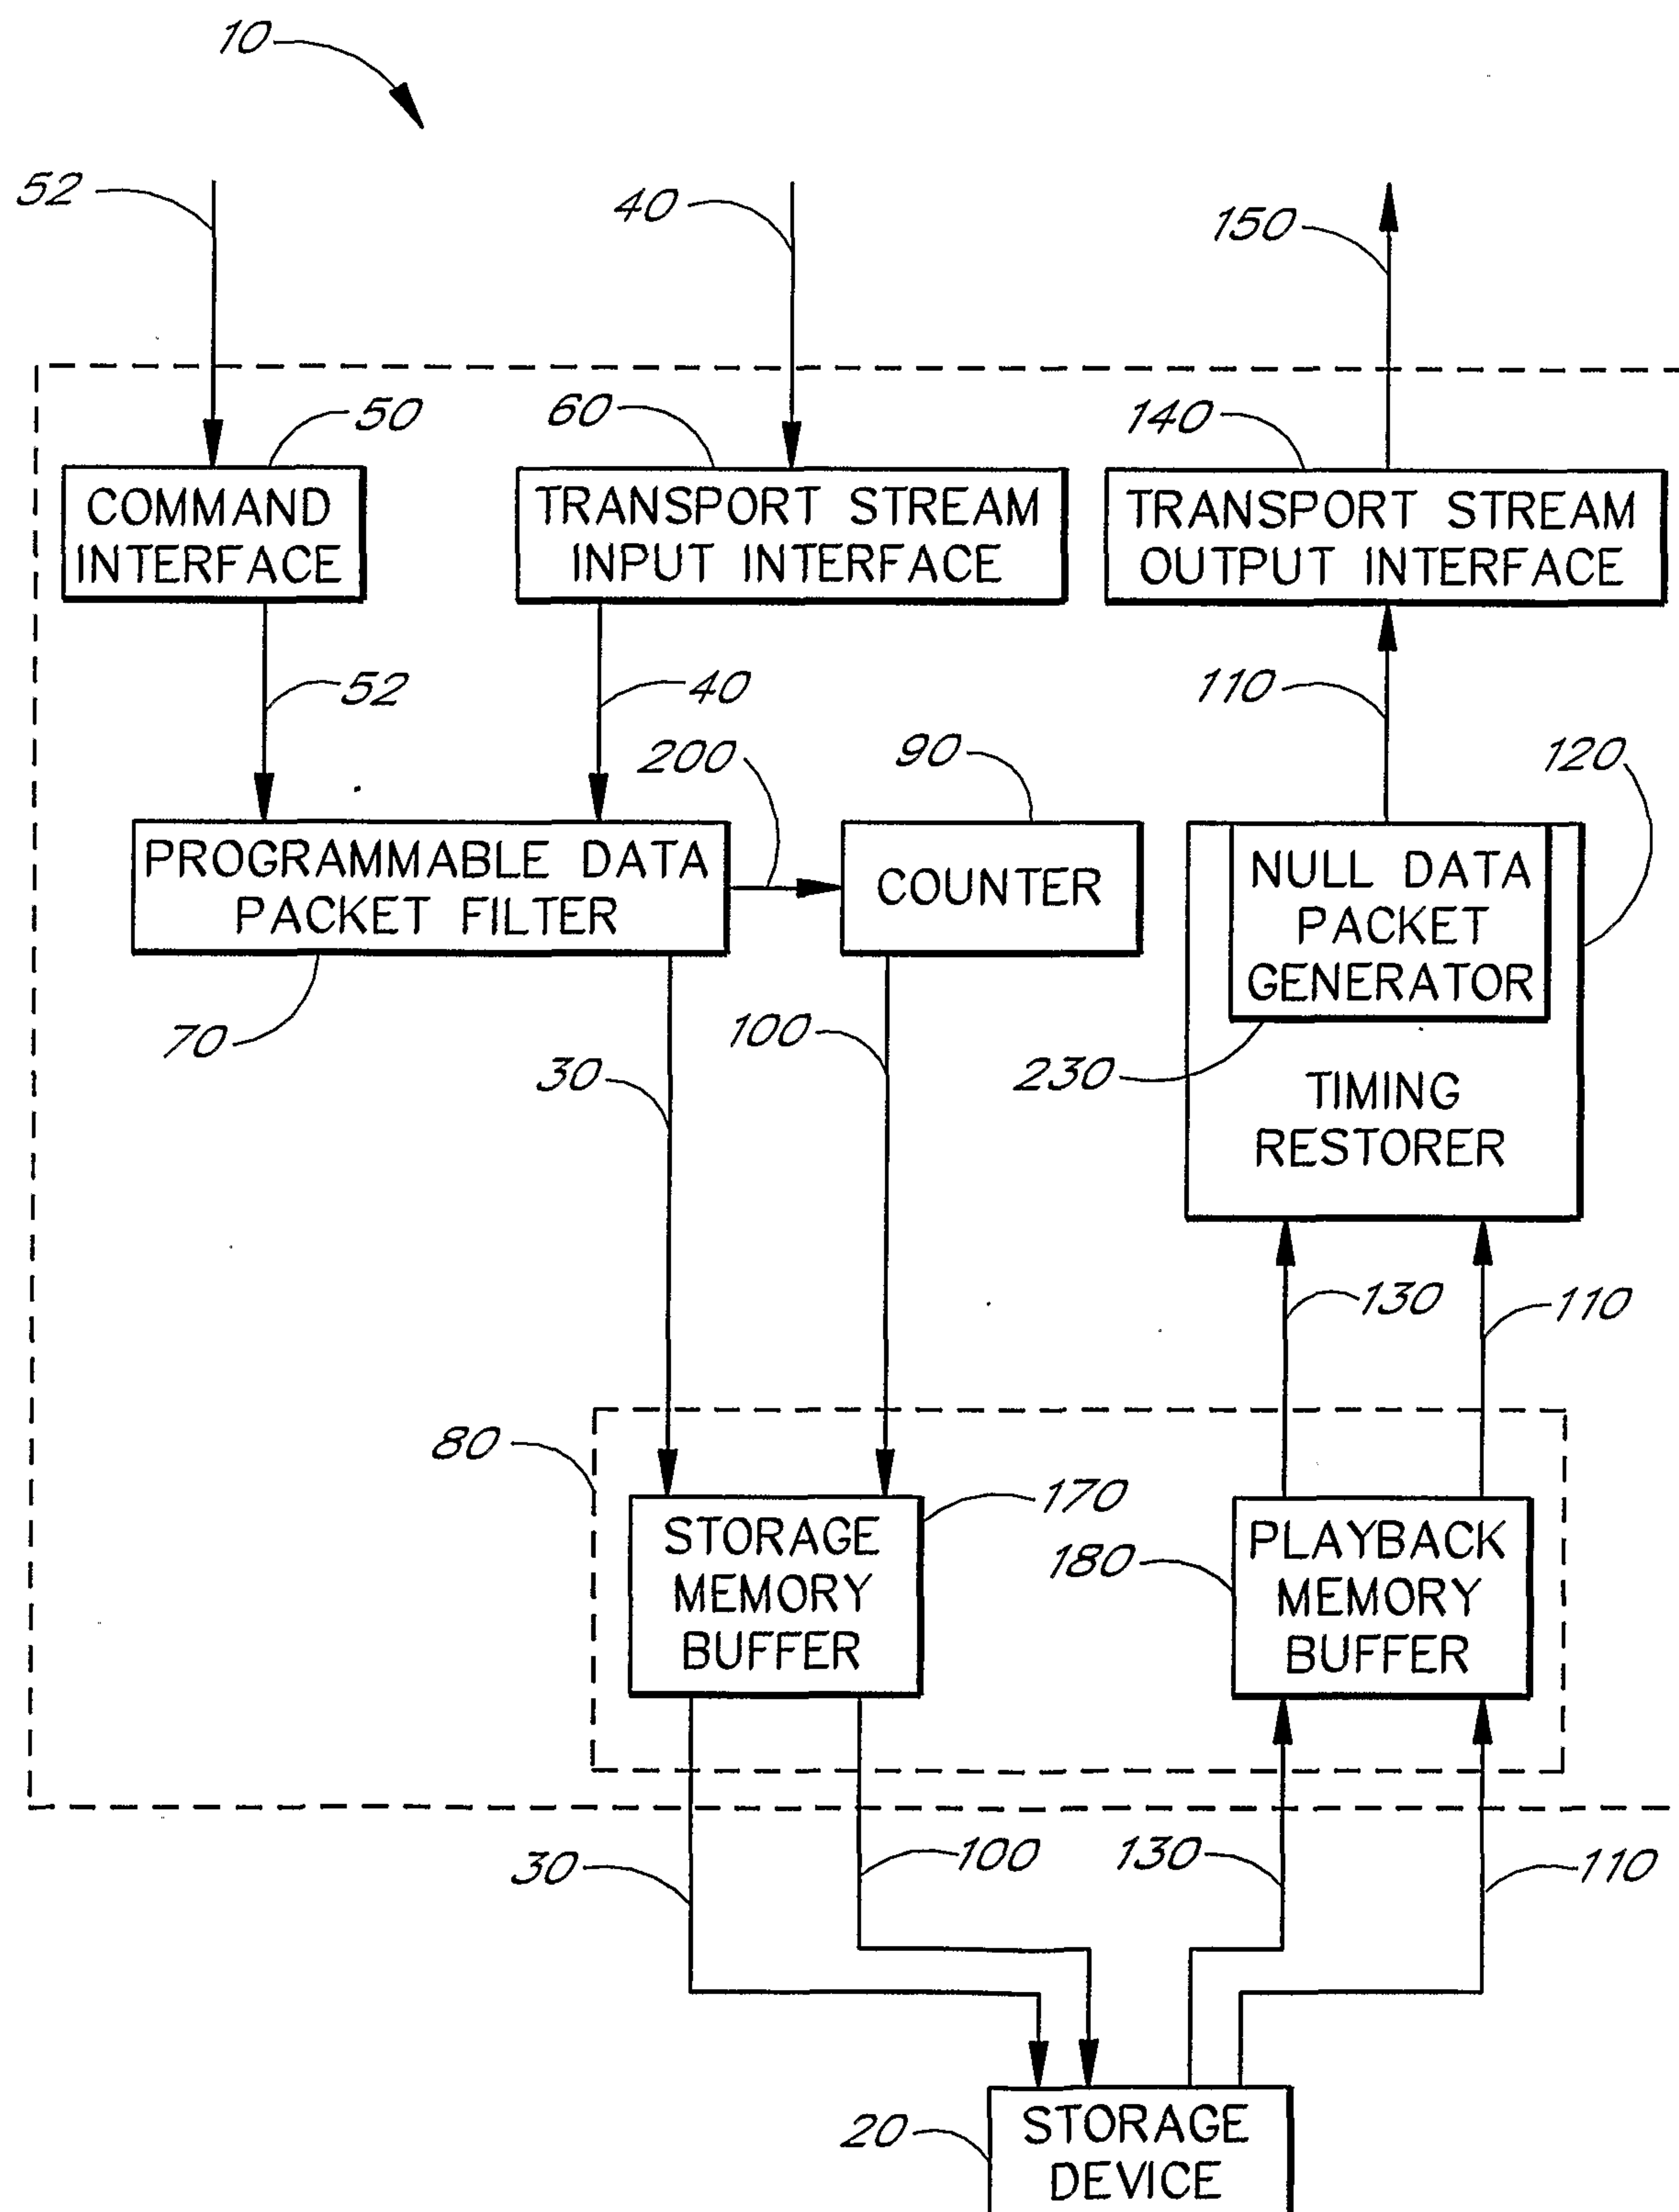 10
52
40
150
50
60
140
COMMAND
INTERFACE
TRANSPORT STREAM
INPUT INTERFACE
TRANSPORT STREAM
OUTPUT INTERFACE
52
40
110
200
90
120
PROGRAMMABLE DATA
PACKET FILTER
COUNTER
NULL DATA
PACKET
GENERATOR
70
30
100
230
TIMING
RESTORER
130
110
80
170
180
STORAGE
MEMORY
BUFFER
PLAYBACK
MEMORY
BUFFER
30
100
130
110
20
STORAGE
DEVICE